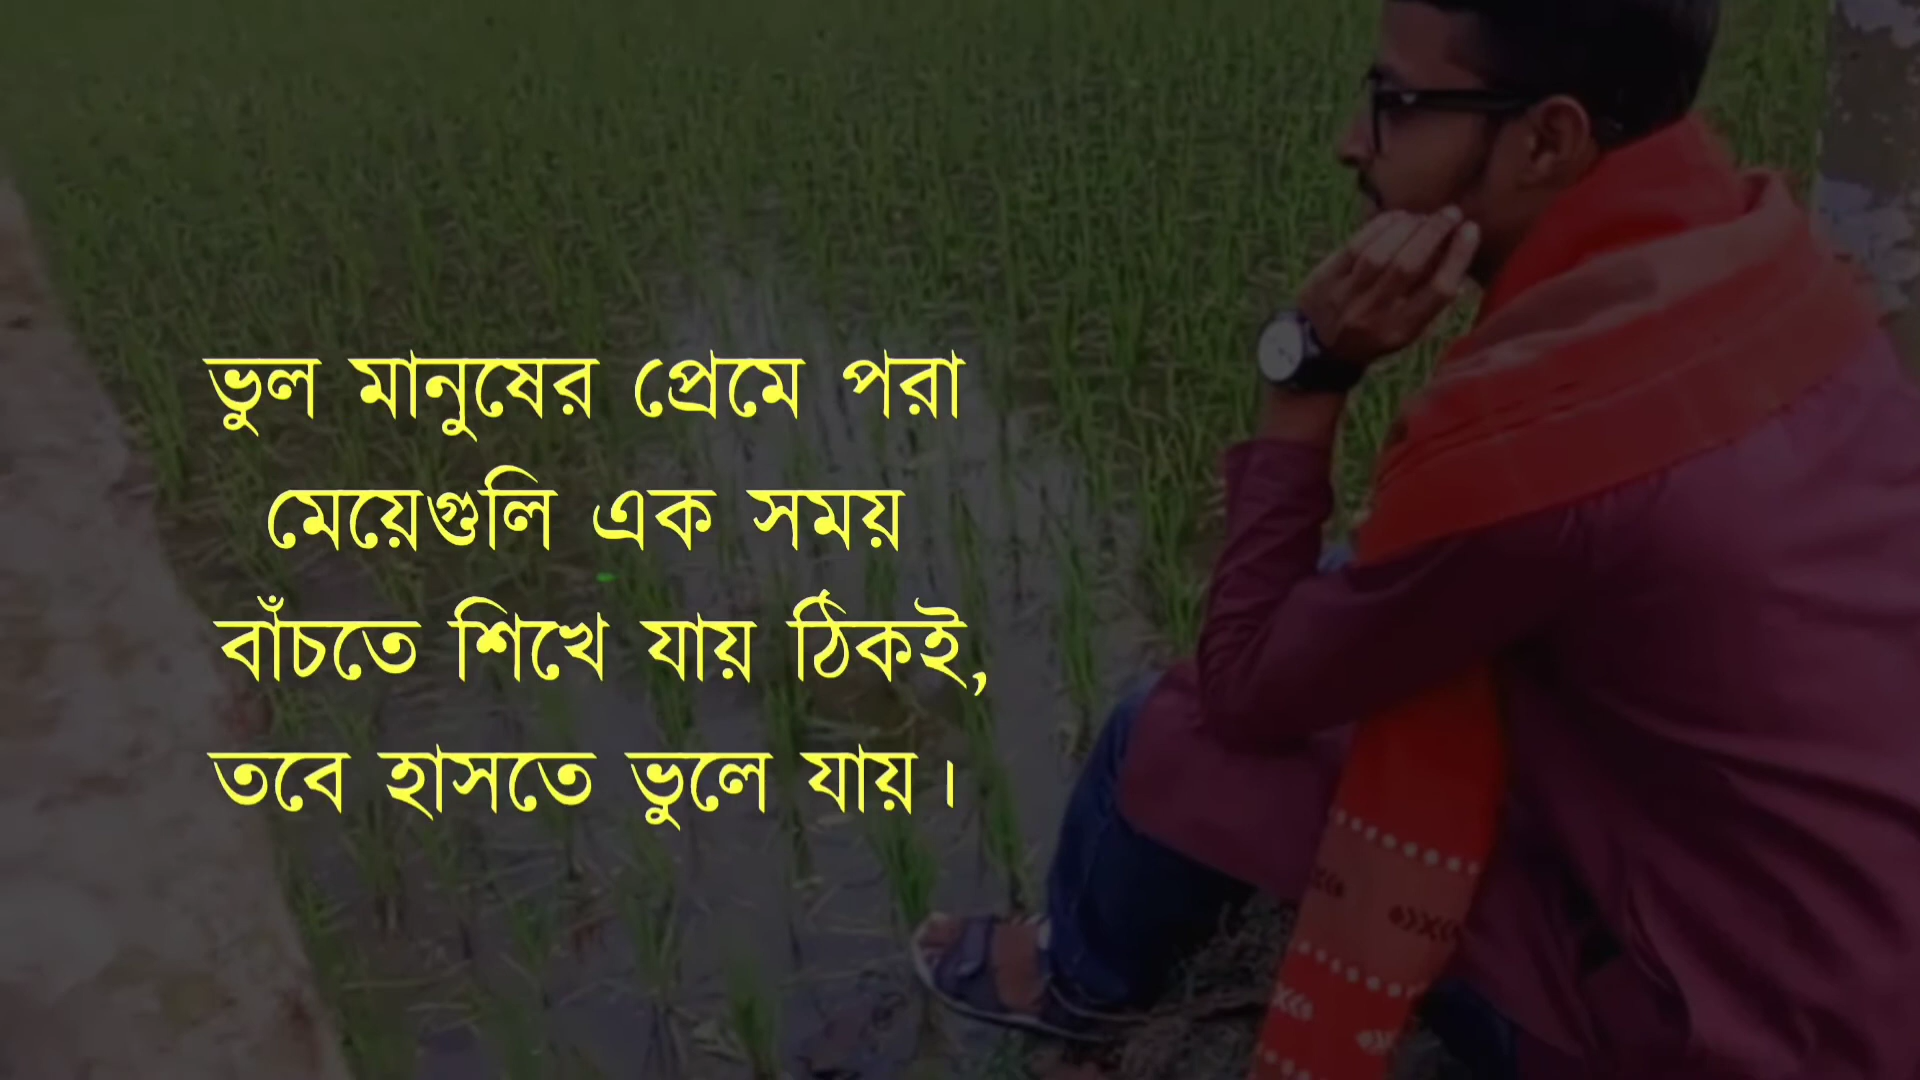 ভুল মানুষের প্রেমে পরা
মেয়েগুলি এক সময়
বাঁচতে শিখে যায় ঠিকই,
তবে হাসতে ভুলে যায়।